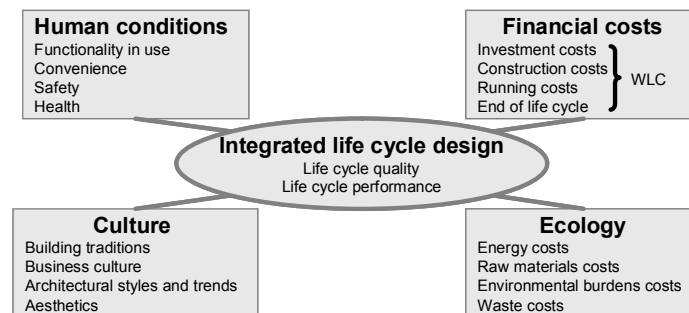 Human conditions
Functionality in use
Convenience
Safety
Health
Financial costs
Investment costs
Construction costs
Running costs
End of life cycle
WLC
Integrated life cycle design
Life cycle quality
Life cycle performance
Culture
Building traditions
Business culture
Architectural styles and trends
Aesthetics
Ecology
Energy costs
Raw materials costs
Environmental burdens costs
Waste costs